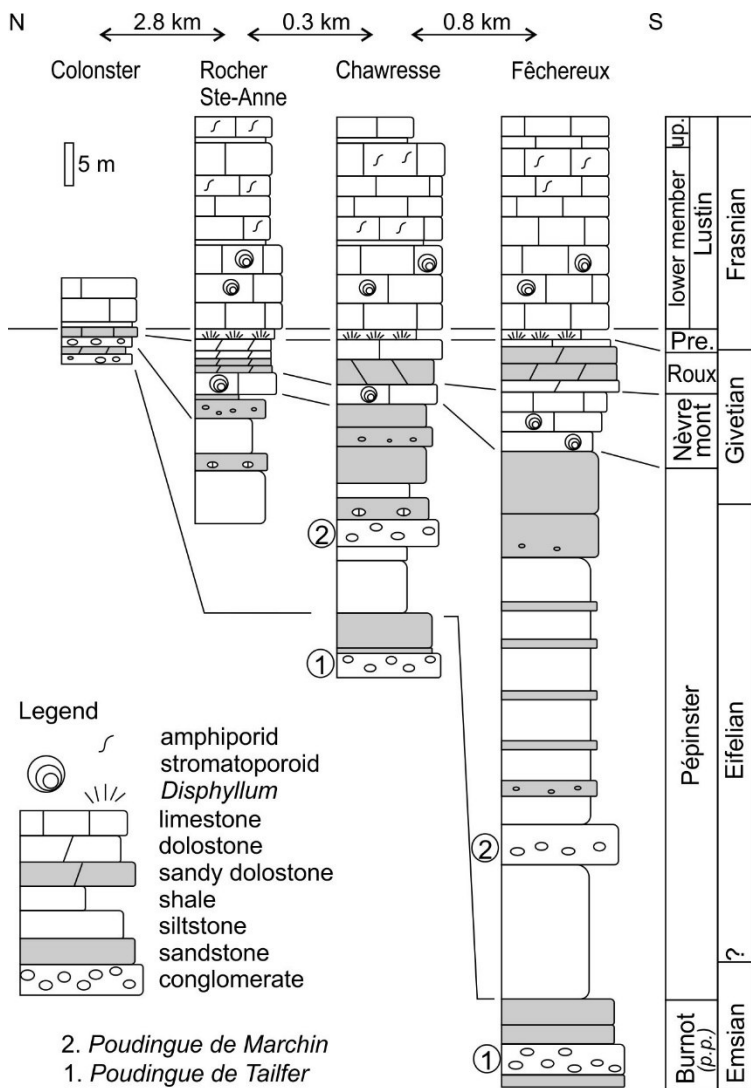 N 2.8 km 0.3 km 0.8 km S
Colonster Rocher Ste-Anne Chawresse Fêchereux
5 m
up.
lower member
Lustin
Frasnian
Pre.
Roux
Nèvre mont
Givetian
2
1
2
1
Pépinster
Eifelian
?
Burnot (p.p.)
Emsian
Legend
amphiporid
stromatoporoid
Disphyllum
limestone
dolostone
sandy dolostone
shale
siltstone
sandstone
conglomerate
2. Poudingue de Marchin
1. Poudingue de Tailfer